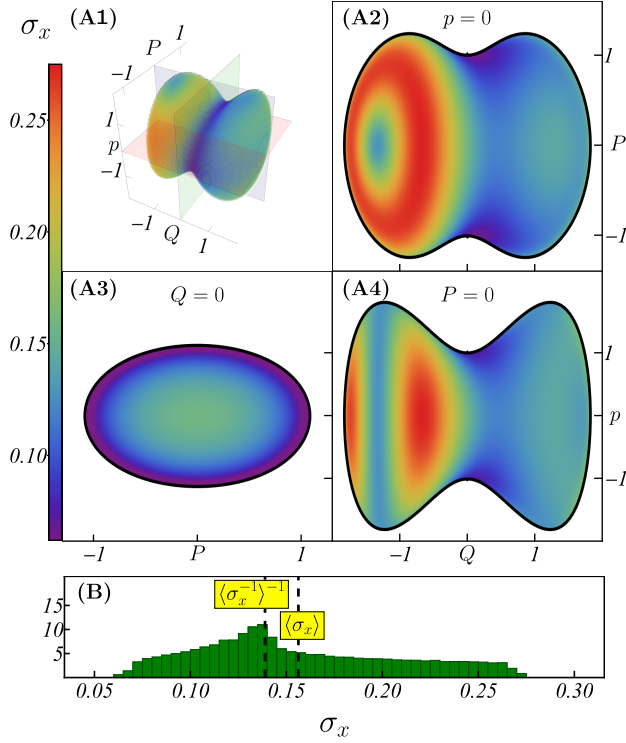 σx (A1) P 1 -1
0.25 1 p -1
0.20
-1 Q 1
(A2) p = 0
1
P
-1
(A3) Q = 0
0.15
0.10
-1 P 1
(A4) P = 0
1
p
-1
-1 Q 1
(B) ⟨σx^-1⟩^-1
15
10 ⟨σx⟩
5
0.05 0.10 0.15 0.20 0.25 0.30
σx